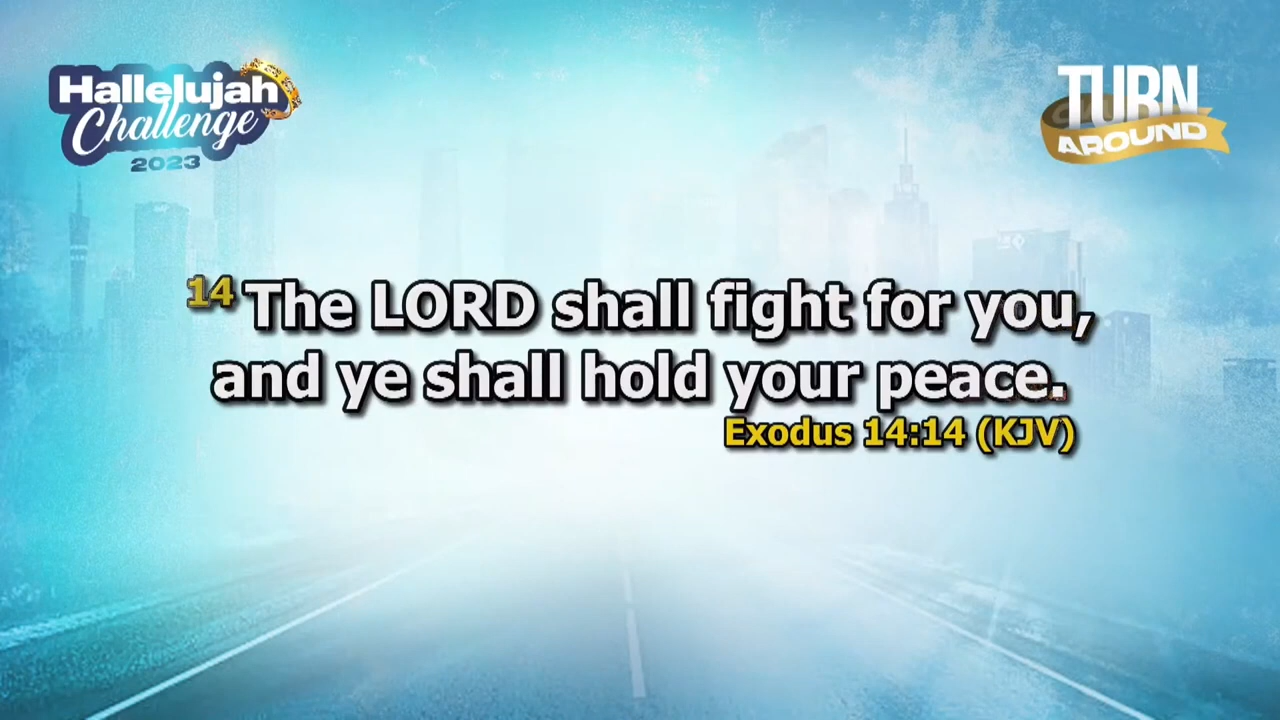 Hallelujah
Challenge
2023
TURN
AROUND
14 The LORD shall fight for you,
and ye shall hold your peace.
Exodus 14:14 (KJV)